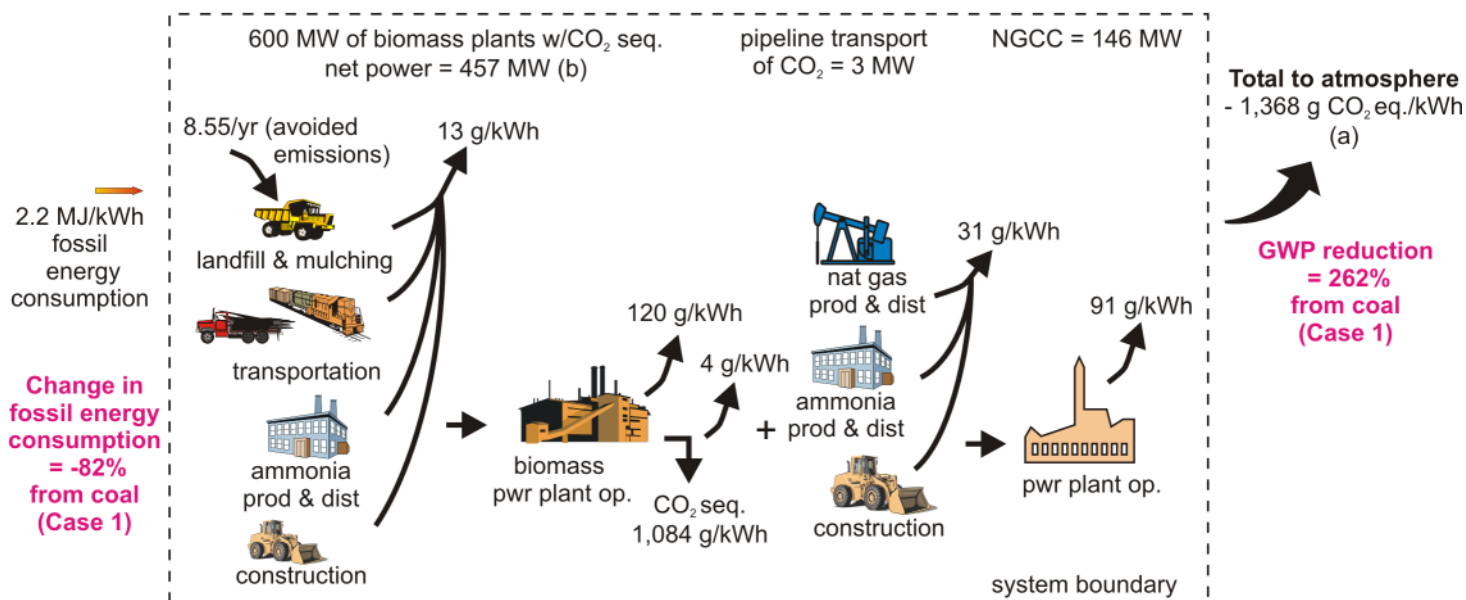 600 MW of biomass plants w/CO₂ seq.
net power = 457 MW (b)
pipeline transport
of CO₂ = 3 MW
NGCC = 146 MW
Total to atmosphere
- 1,368 g CO₂ eq./kWh
(a)
8.55/yr (avoided
emissions)
13 g/kWh
2.2 MJ/kWh
fossil
energy
consumption
landfill & mulching
transportation
ammonia
prod & dist
construction
Change in
fossil energy
consumption
= -82%
from coal
(Case 1)
biomass
pwr plant op.
120 g/kWh
4 g/kWh
CO₂ seq.
1,084 g/kWh
+
nat gas
prod & dist
ammonia
prod & dist
construction
31 g/kWh
91 g/kWh
pwr plant op.
GWP reduction
= 262%
from coal
(Case 1)
system boundary